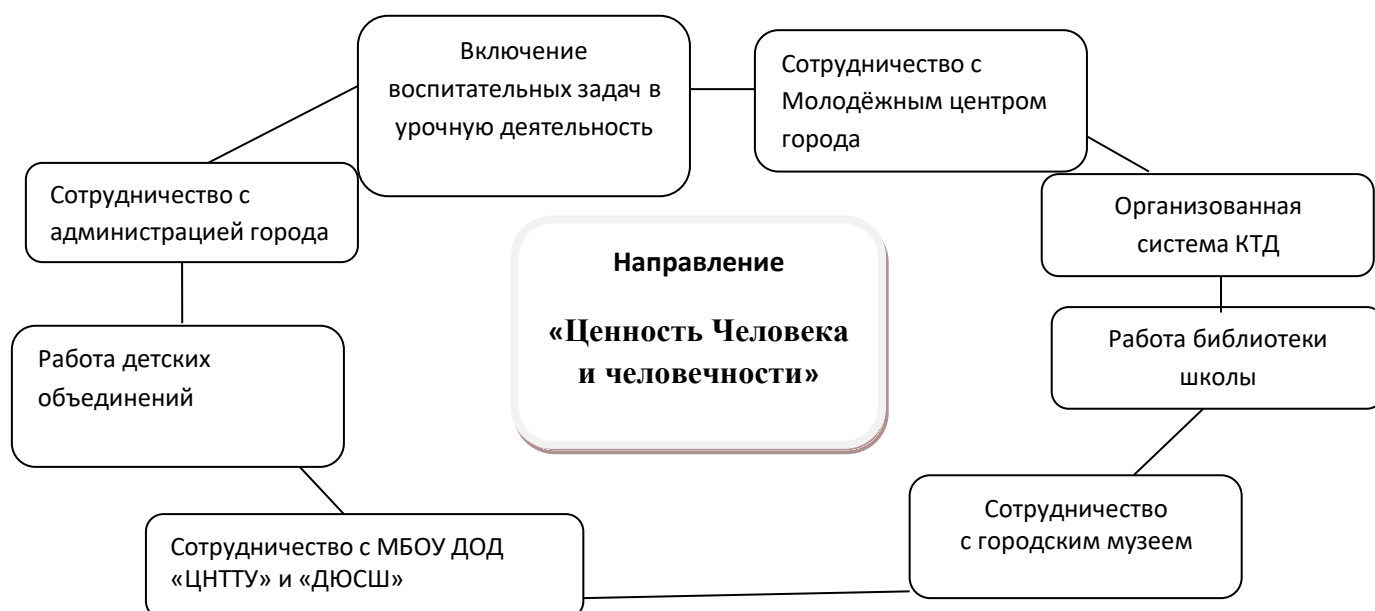 Включение
воспитательных задач в
урочную деятельность
Сотрудничество с
Молодёжным центром
города
Сотрудничество с
администрацией города
Организованная
система КТД
Направление
«Ценность Человека
и человечности»
Работа детских
объединений
Работа библиотеки
школы
Сотрудничество с МБОУ ДОД
«ЦНТТУ» и «ДЮСШ»
Сотрудничество
с городским музеем